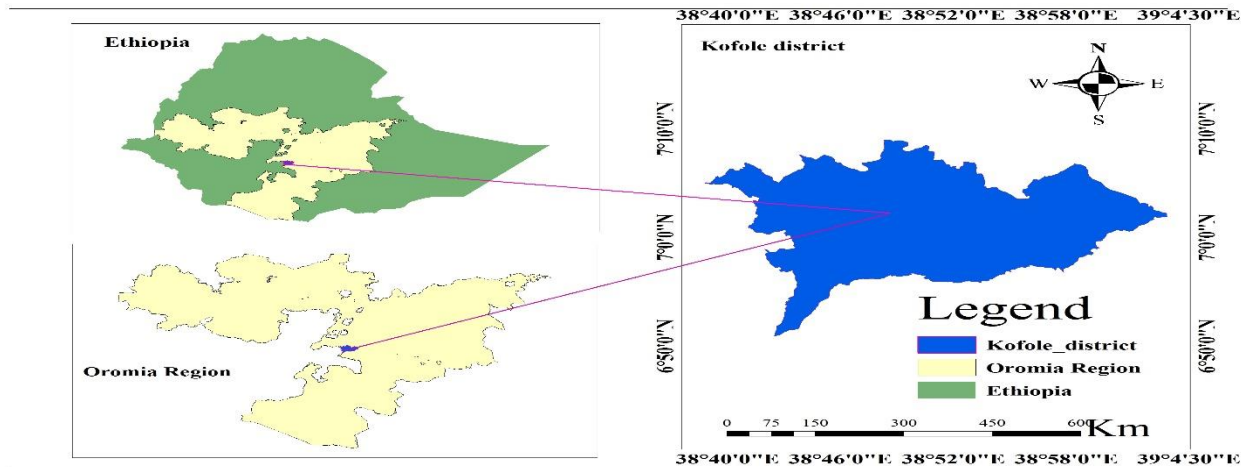 38°40'0"E 38°46'0"E 38°52'0"E 38°58'0"E 39°4'30"E
Ethiopia
Kofole district
N
W
E
S
7°10'0"N
7°10'0"N
7°0'0"N
7°0'0"N
6°50'0"N
6°50'0"N
Oromia Region
Legend
Kofole_district
Oromia Region
Ethiopia
0 75 150 300 450 600
Km
38°40'0"E 38°46'0"E 38°52'0"E 38°58'0"E 39°4'30"E